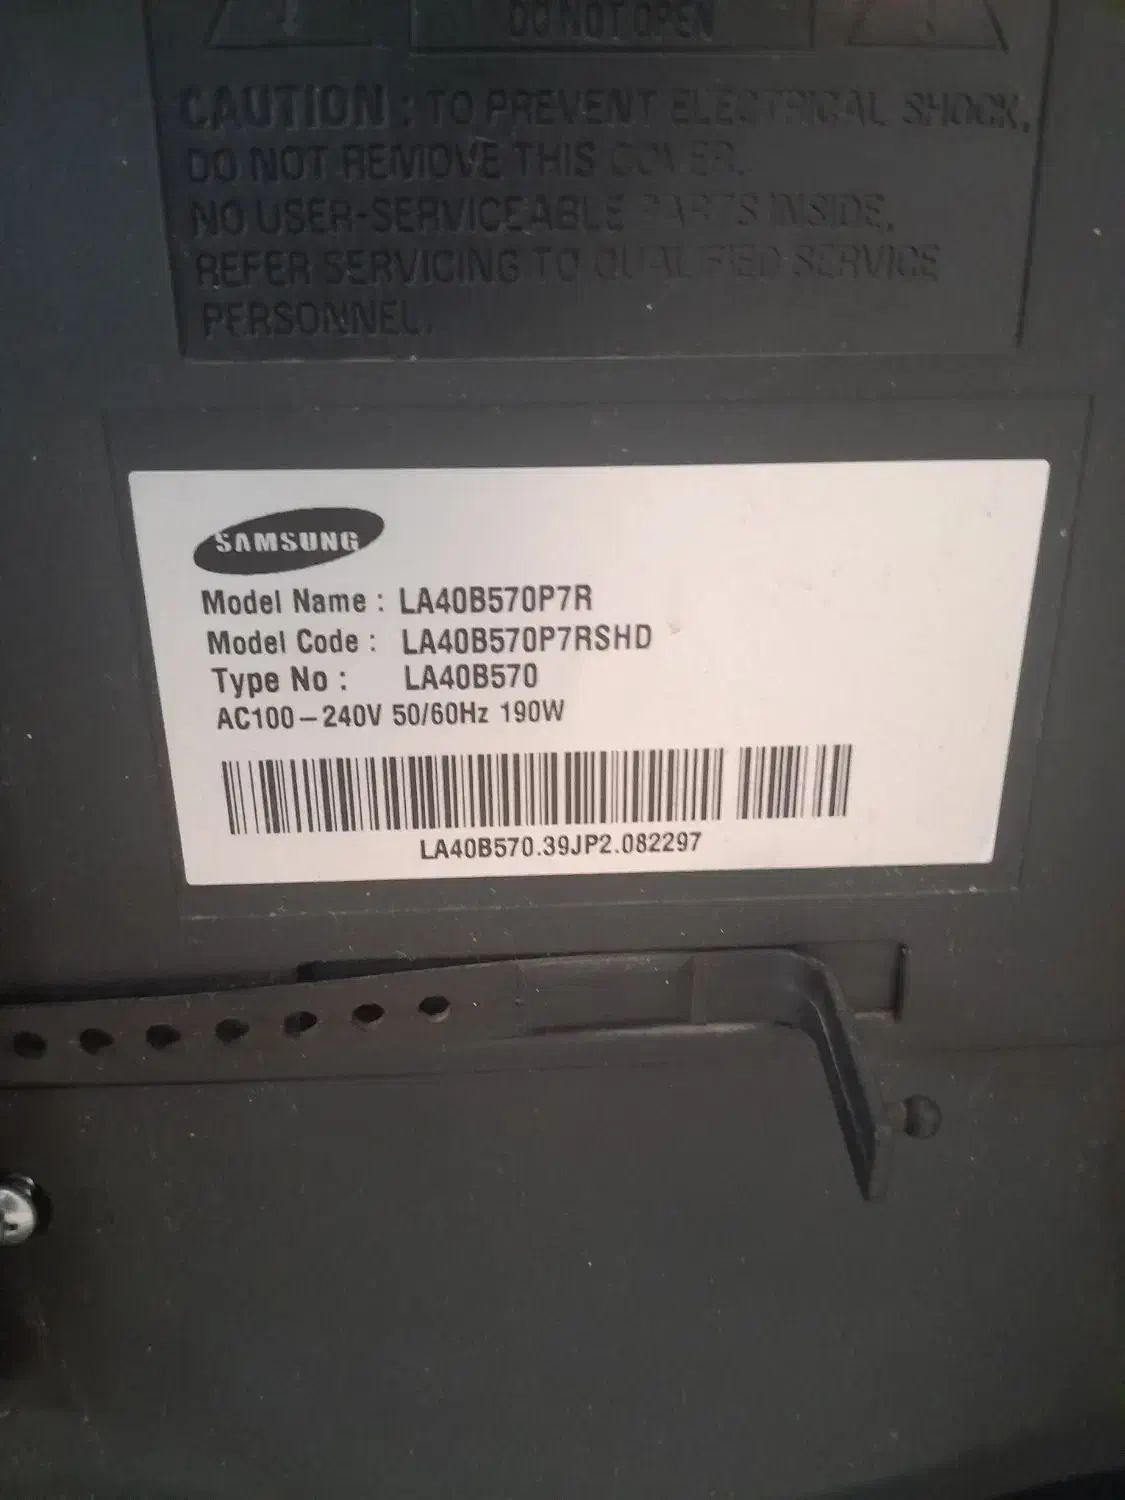 DO NOT OPEN
CAUTION : TO PREVENT ELECTRICAL SHOCK,
DO NOT REMOVE THIS COVER.
NO USER-SERVICEABLE PARTS INSIDE.
REFER SERVICING TO QUALIFIED SERVICE
PERSONNEL.
SAMSUNG
Model Name : LA40B570P7R
Model Code : LA40B570P7RSHD
Type No : LA40B570
AC100–240V 50/60Hz 190W
LA40B570.39JP2.082297